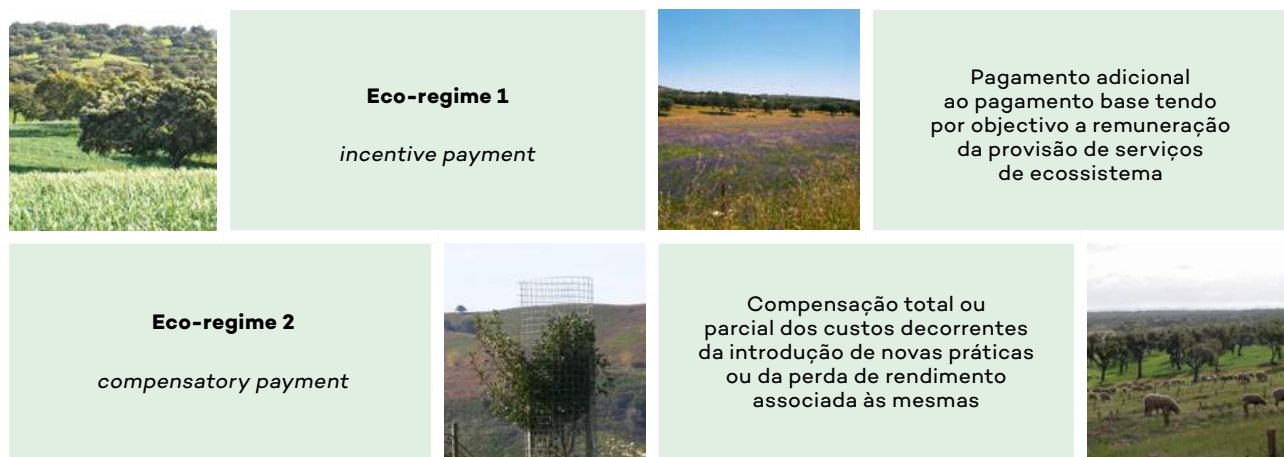 Eco-regime 1
incentive payment
Pagamento adicional
ao pagamento base tendo
por objectivo a remuneração
da provisão de serviços
de ecossistema
Eco-regime 2
compensatory payment
Compensação total ou
parcial dos custos decorrentes
da introdução de novas práticas
ou da perda de rendimento
associada às mesmas